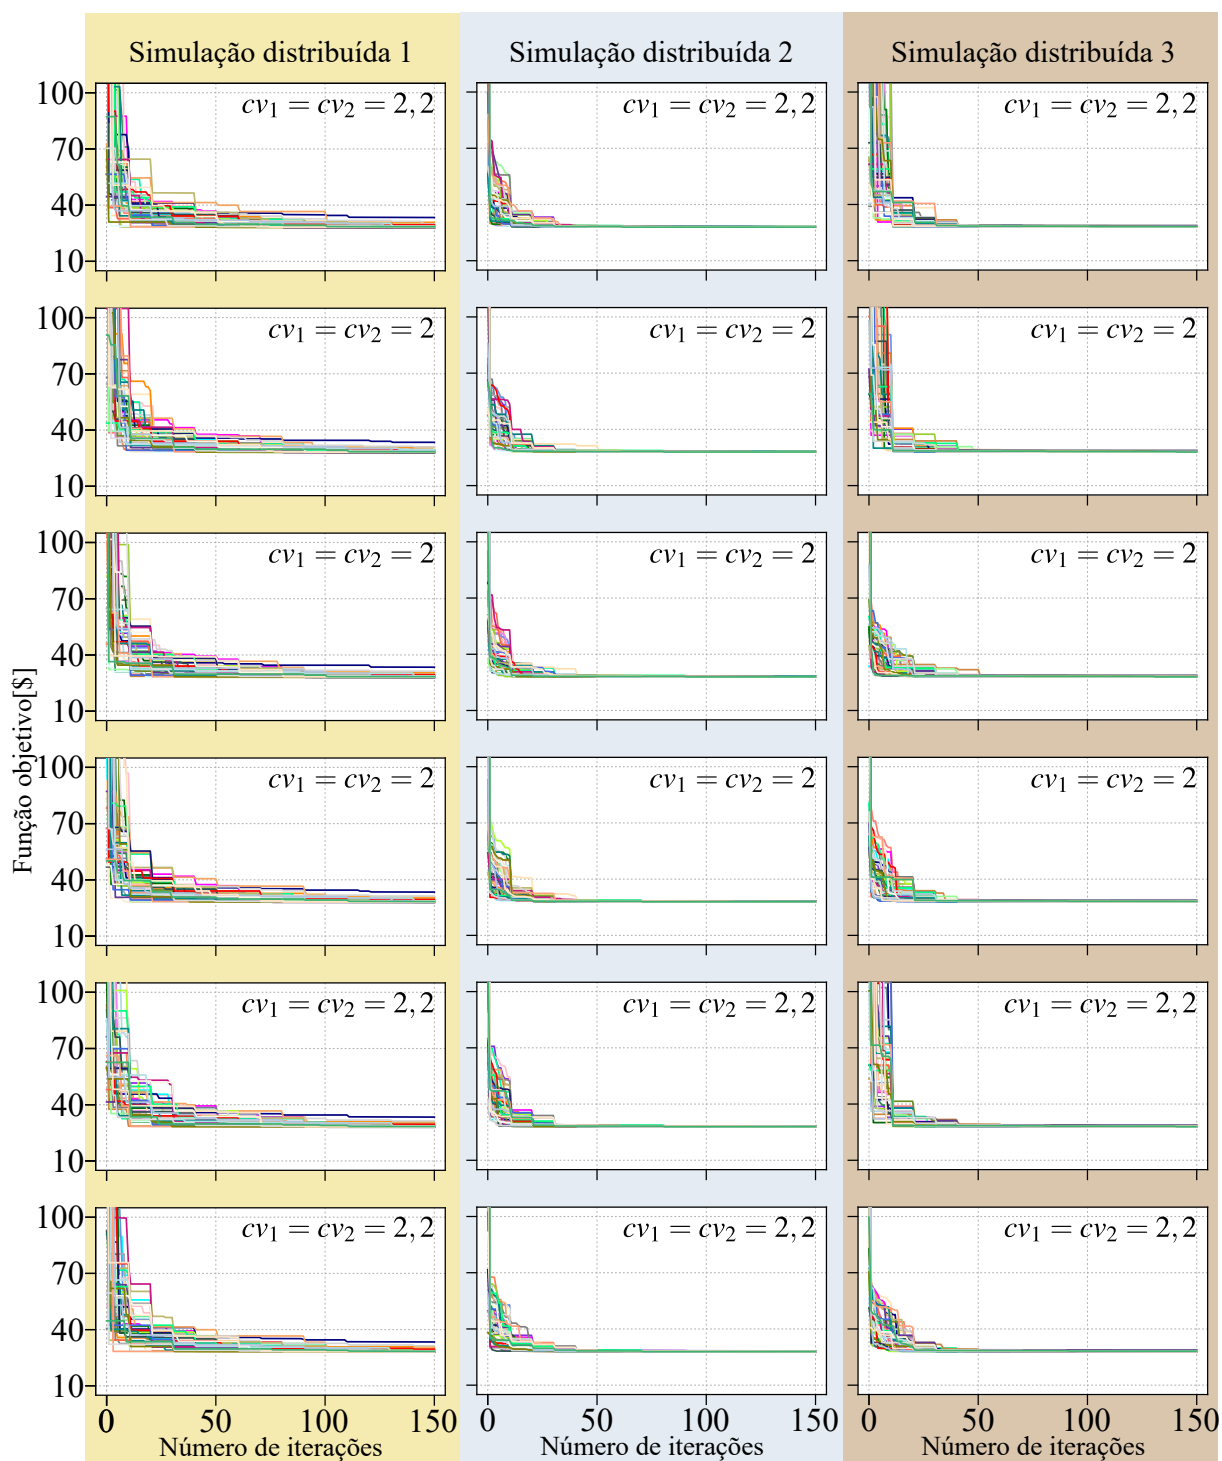 Simulação distribuída 1 Simulação distribuída 2 Simulação distribuída 3
100 cv₁ = cv₂ = 2,2 cv₁ = cv₂ = 2,2 cv₁ = cv₂ = 2,2
70
40
10
100 cv₁ = cv₂ = 2 cv₁ = cv₂ = 2 cv₁ = cv₂ = 2
70
40
10
100 cv₁ = cv₂ = 2 cv₁ = cv₂ = 2 cv₁ = cv₂ = 2
70
40
10
Função objetivo[$]
100 cv₁ = cv₂ = 2 cv₁ = cv₂ = 2 cv₁ = cv₂ = 2
70
40
10
100 cv₁ = cv₂ = 2,2 cv₁ = cv₂ = 2,2 cv₁ = cv₂ = 2,2
70
40
10
100 cv₁ = cv₂ = 2,2 cv₁ = cv₂ = 2,2 cv₁ = cv₂ = 2,2
70
40
10
0 50 100 150 0 50 100 150 0 50 100 150
Número de iterações Número de iterações Número de iterações